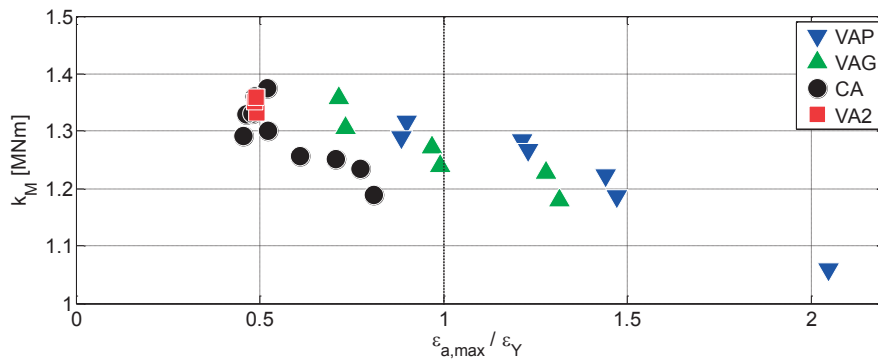 1.5
1.4
1.3
1.2
1.1
1
k_M [MNm]
0
0.5
1
1.5
2
ε_a,max / ε_Y
VAP
VAG
CA
VA2